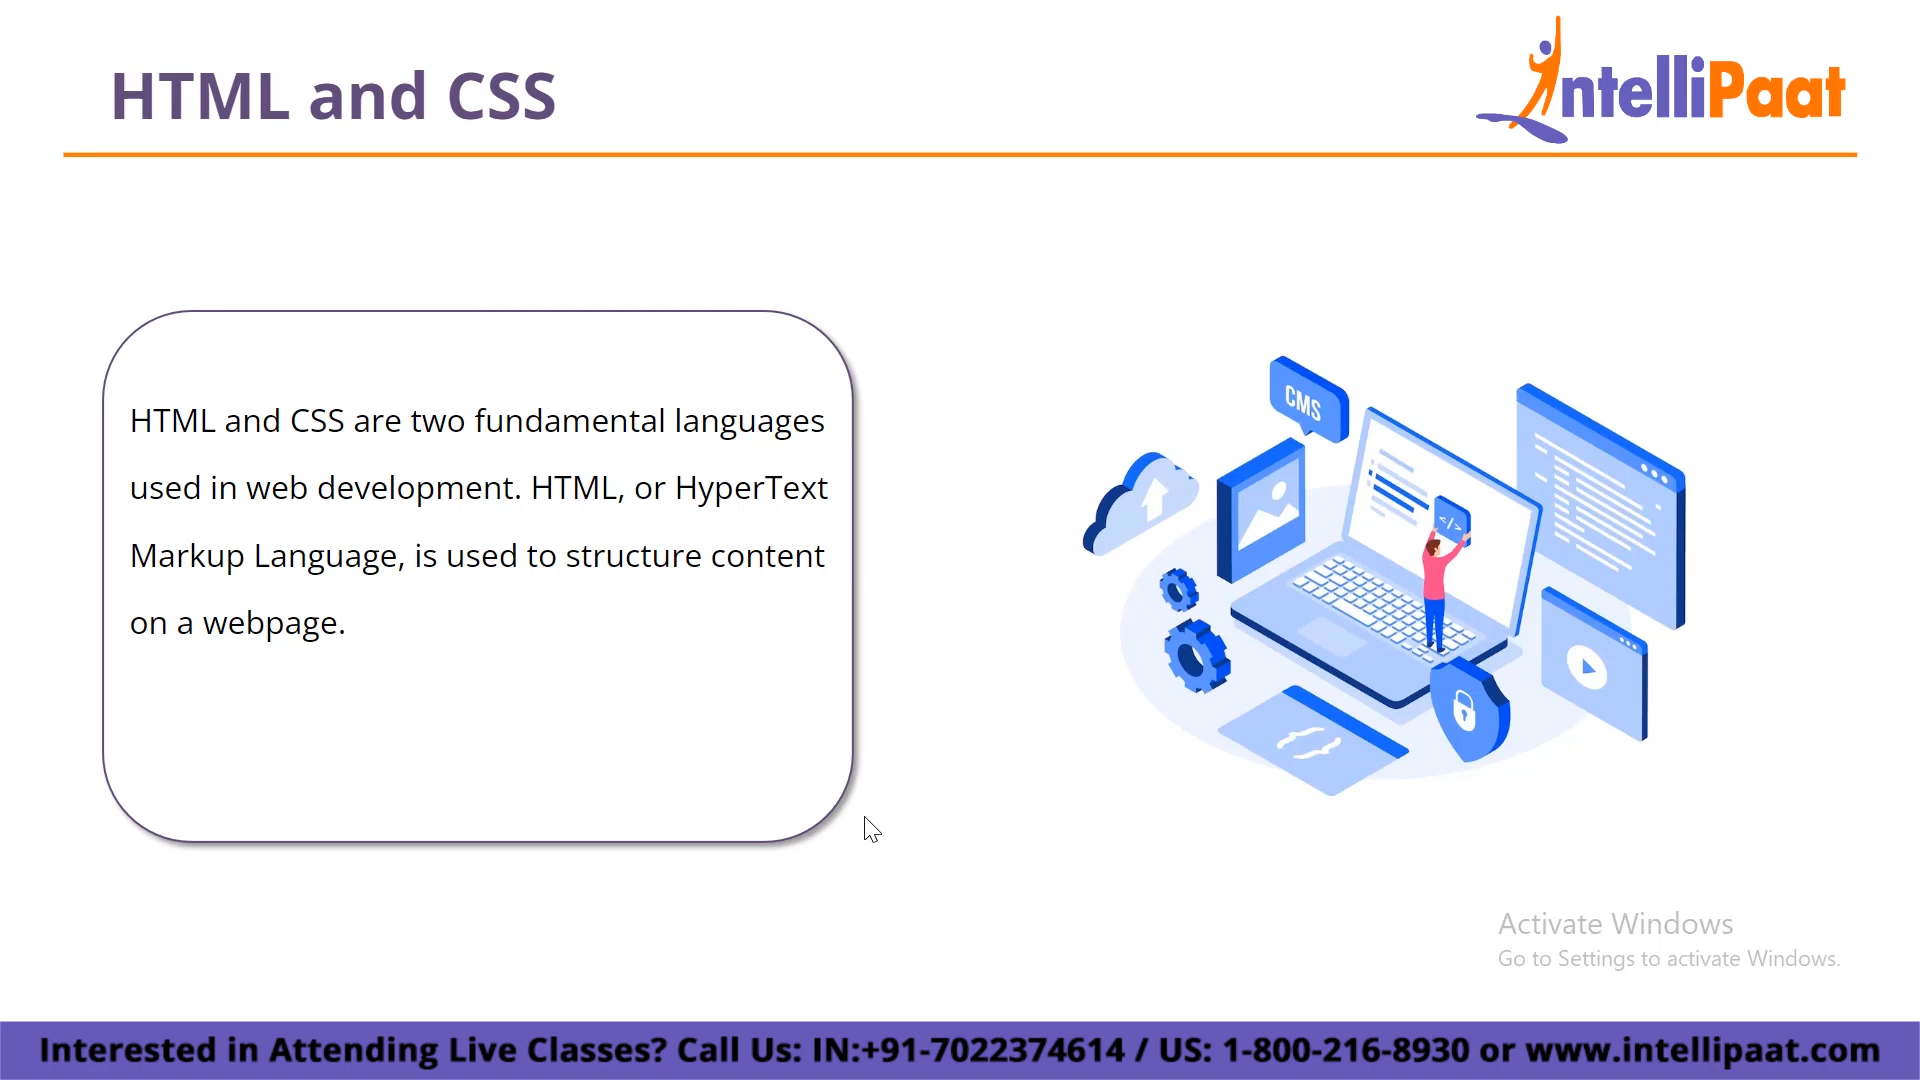 HTML and CSS
IntelliPaat
HTML and CSS are two fundamental languages
used in web development. HTML, or HyperText
Markup Language, is used to structure content
on a webpage.
CMS
</>
{}
Activate Windows
Go to Settings to activate Windows.
Interested in Attending Live Classes? Call Us: IN:+91-7022374614 / US: 1-800-216-8930 or www.intellipaat.com